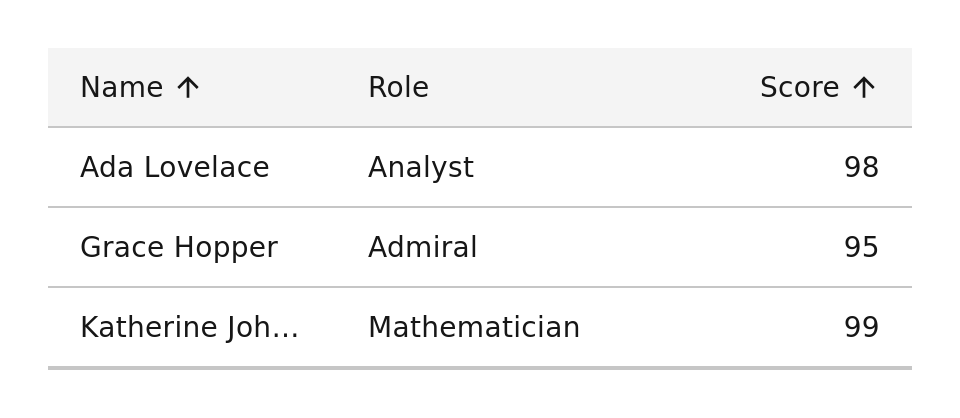 Name ↑ Role Score ↑
Ada Lovelace Analyst 98
Grace Hopper Admiral 95
Katherine Joh... Mathematician 99